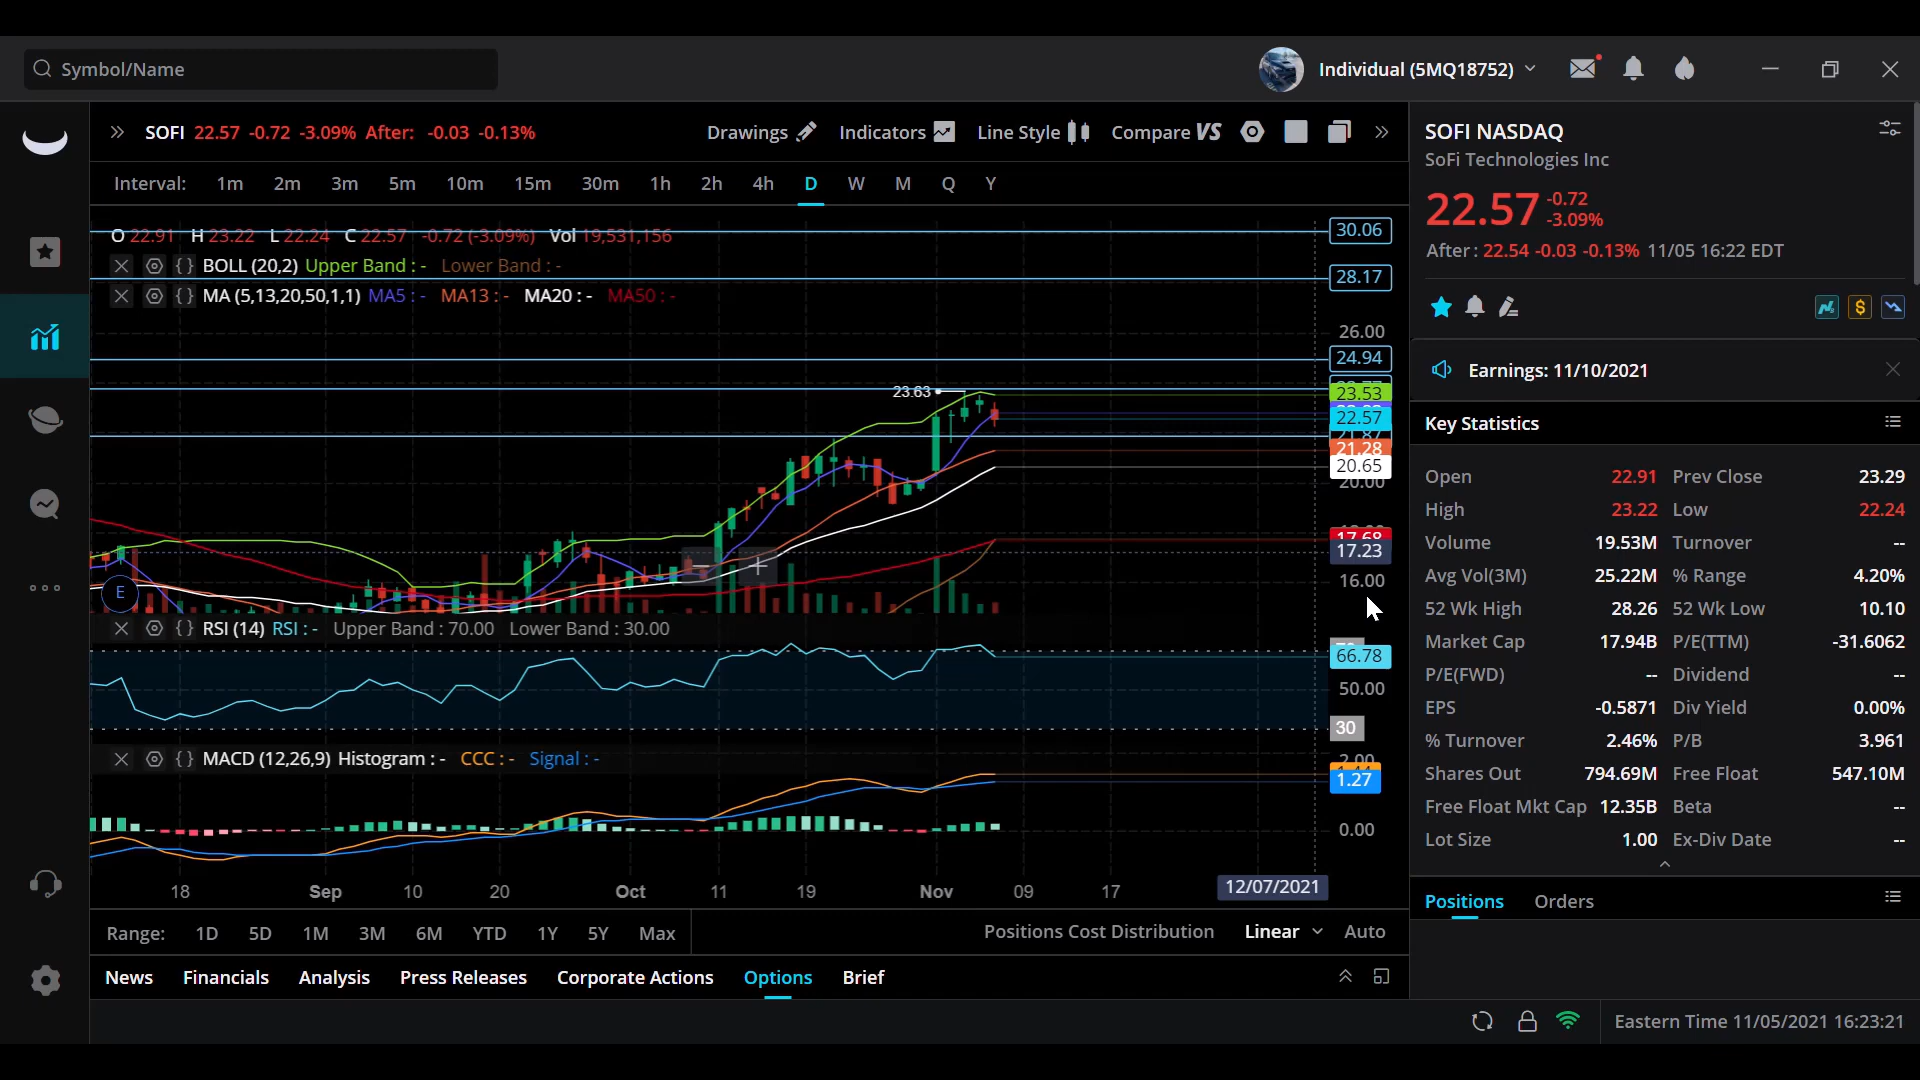 Symbol/Name
Individual (5MQ18752)
SOFI 22.57 -0.72 -3.09% After: -0.03 -0.13%
Drawings Indicators Line Style Compare VS
Interval: 1m 2m 3m 5m 10m 15m 30m 1h 2h 4h D W M Q Y
O 22.91 H 23.22 L 22.24 C 22.57 -0.72 (-3.09%) Vol 19,531,156
BOLL (20,2) Upper Band : - Lower Band : -
MA (5,13,20,50,1,1) MA5 : - MA13 : - MA20 : - MA50 : -
30.06
28.17
26.00
24.94
23.63
23.53
22.57
21.87
21.28
20.65
20.00
17.68
17.23
16.00
E
RSI (14) RSI : - Upper Band : 70.00 Lower Band : 30.00
66.78
50.00
30
MACD (12,26,9) Histogram : - CCC : - Signal : -
2.00
1.27
0.00
18 Sep 10 20 Oct 11 19 Nov 09 17 12/07/2021
Range: 1D 5D 1M 3M 6M YTD 1Y 5Y Max
Positions Cost Distribution Linear Auto
News Financials Analysis Press Releases Corporate Actions Options Brief
SOFI NASDAQ
SoFi Technologies Inc
22.57 -0.72
-3.09%
After : 22.54 -0.03 -0.13% 11/05 16:22 EDT
$
Earnings: 11/10/2021
Key Statistics
Open 22.91 Prev Close 23.29
High 23.22 Low 22.24
Volume 19.53M Turnover --
Avg Vol(3M) 25.22M % Range 4.20%
52 Wk High 28.26 52 Wk Low 10.10
Market Cap 17.94B P/E(TTM) -31.6062
P/E(FWD) -- Dividend --
EPS -0.5871 Div Yield 0.00%
% Turnover 2.46% P/B 3.961
Shares Out 794.69M Free Float 547.10M
Free Float Mkt Cap 12.35B Beta --
Lot Size 1.00 Ex-Div Date --
Positions Orders
Eastern Time 11/05/2021 16:23:21